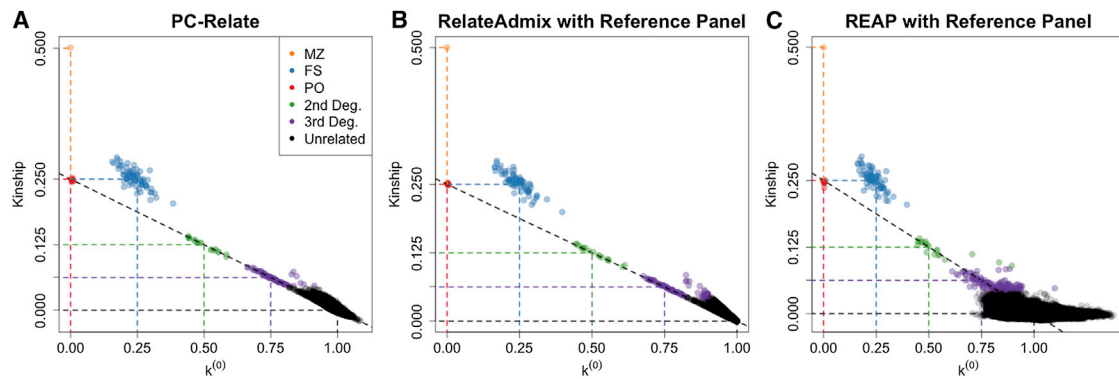 A
PC-Relate
MZ
FS
PO
2nd Deg.
3rd Deg.
Unrelated
Kinship
0.500
0.250
0.125
0.000
0.00
0.25
0.50
0.75
1.00
k(0)
B
RelateAdmix with Reference Panel
Kinship
0.500
0.250
0.125
0.000
0.00
0.25
0.50
0.75
1.00
k(0)
C
REAP with Reference Panel
Kinship
0.500
0.250
0.125
0.000
0.00
0.25
0.50
0.75
1.00
k(0)